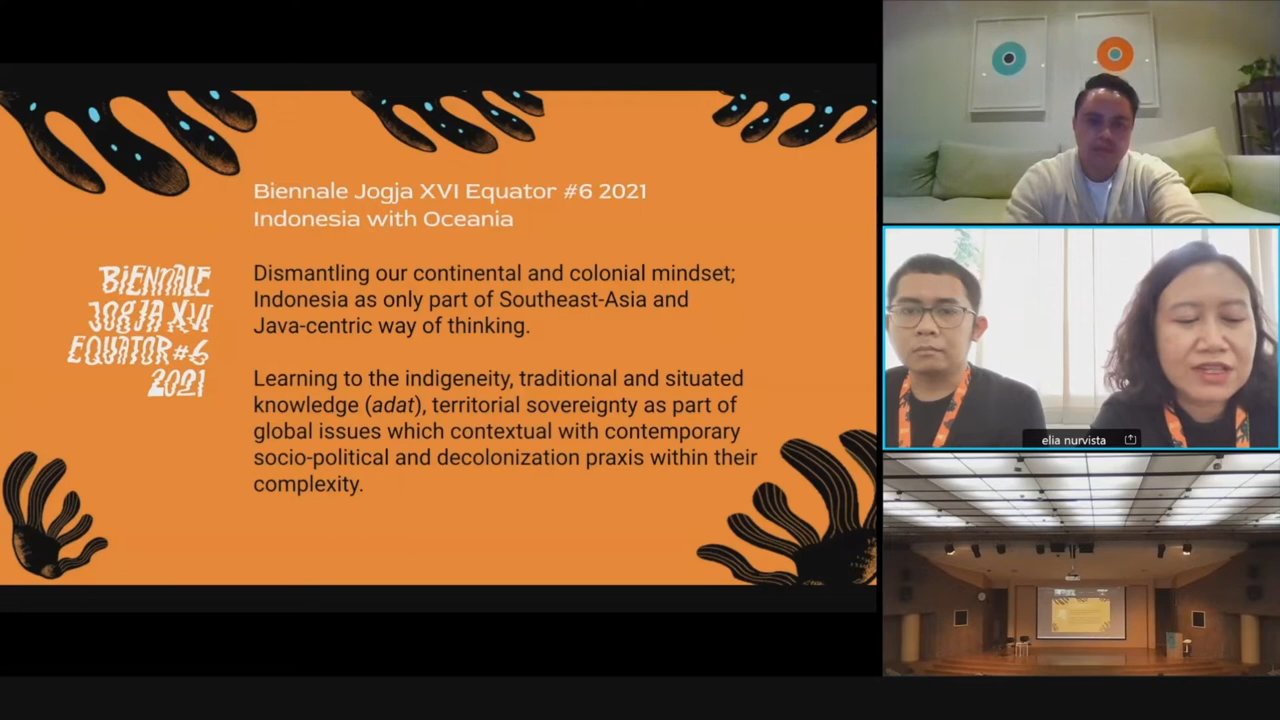 Biennale Jogja XVI Equator #6 2021
Indonesia with Oceania
BIENNALE
JOGJA XVI
EQUATOR #6
2021
Dismantling our continental and colonial mindset;
Indonesia as only part of Southeast-Asia and
Java-centric way of thinking.
Learning to the indigeneity, traditional and situated
knowledge (adat), territorial sovereignty as part of
global issues which contextual with contemporary
socio-political and decolonization praxis within their
complexity.
elia nurvista